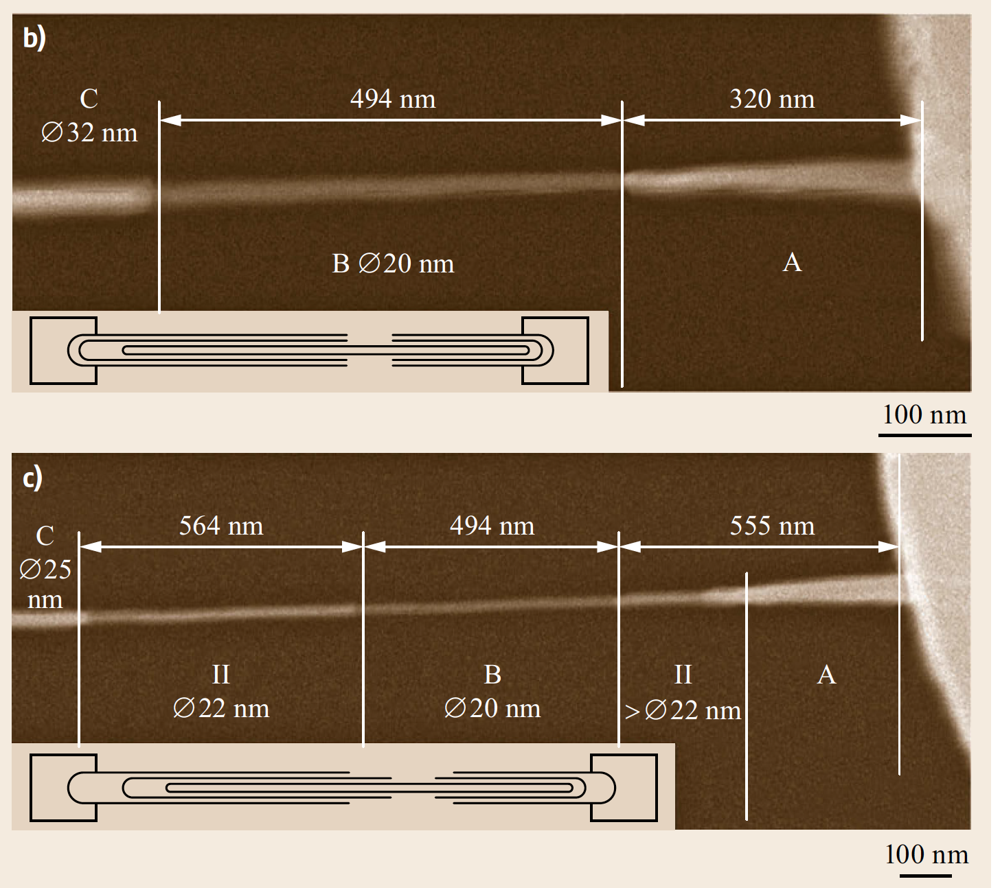 b)
C
∅32 nm
494 nm
320 nm
B ∅20 nm
A
100 nm
c)
C
∅25
nm
564 nm
494 nm
555 nm
II
∅22 nm
B
∅20 nm
II
>∅22 nm
A
100 nm